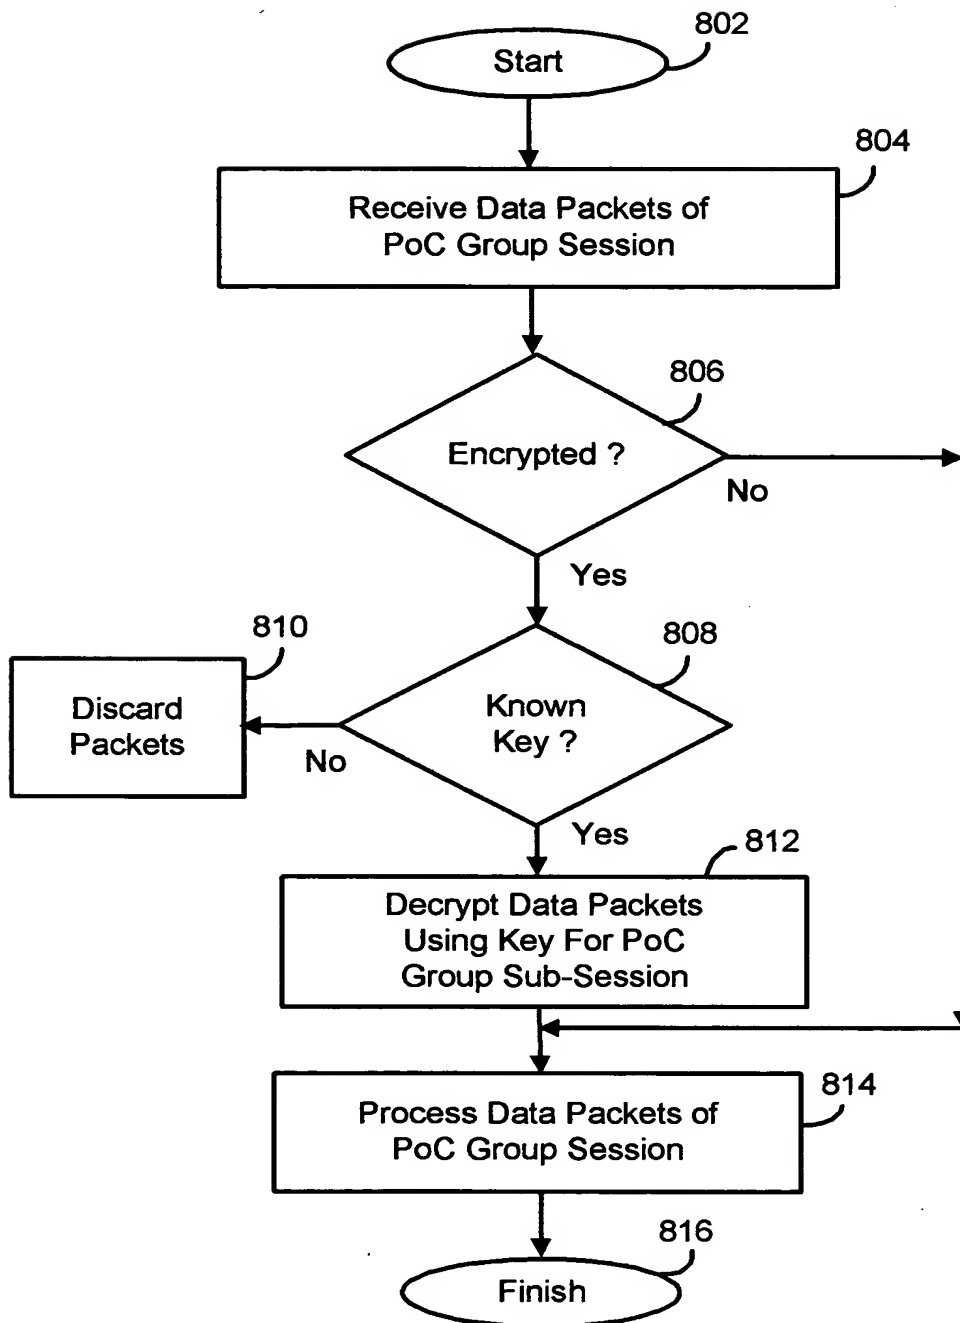 802
Start
804
Receive Data Packets of
PoC Group Session
806
Encrypted ?
No
Yes
810
808
Discard
Packets
Known
Key ?
No
Yes
812
Decrypt Data Packets
Using Key For PoC
Group Sub-Session
814
Process Data Packets of
PoC Group Session
816
Finish